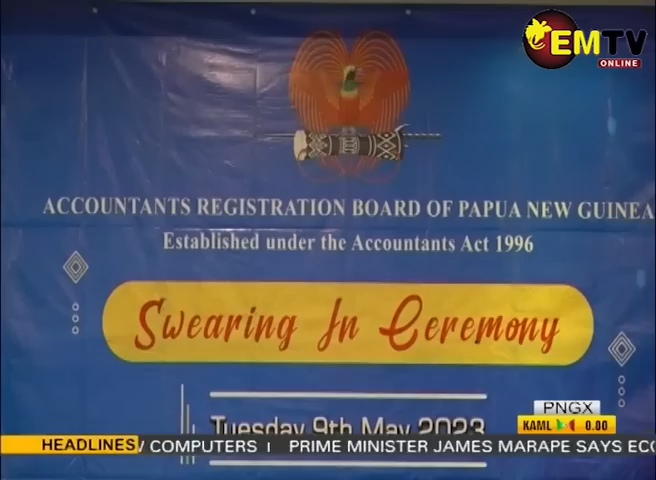 EMTV
ONLINE
ACCOUNTANTS REGISTRATION BOARD OF PAPUA NEW GUINEA
Established under the Accountants Act 1996
Swearing In Ceremony
Tuesday 9th May 2023
PNGX
KAML 0.00
HEADLINES COMPUTERS | PRIME MINISTER JAMES MARAPE SAYS